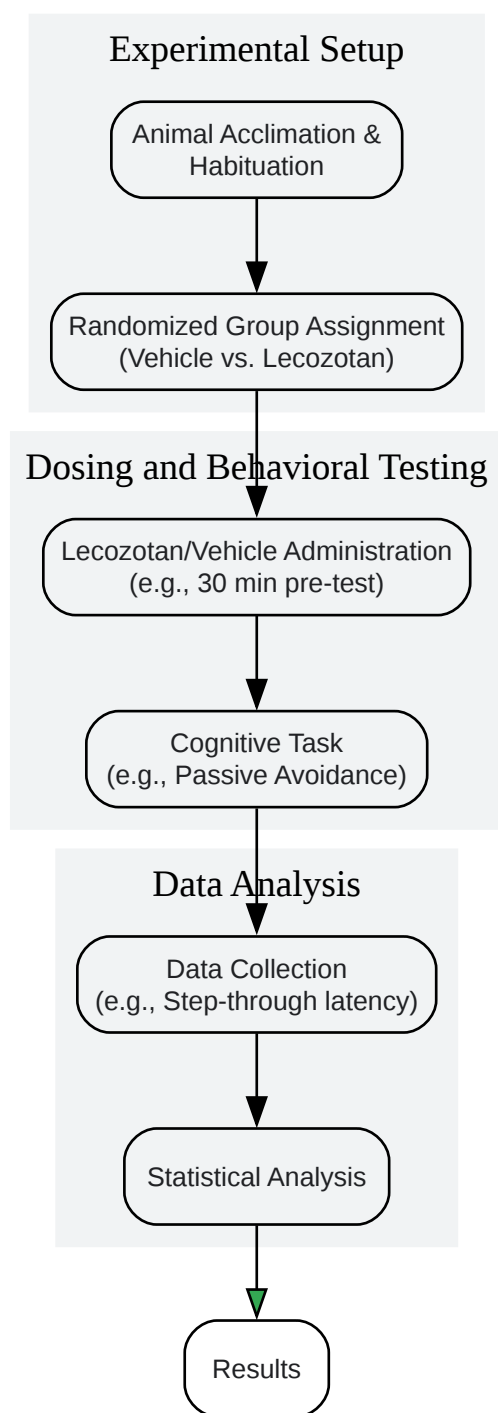 Experimental Setup
Animal Acclimation &
Habituation
Randomized Group Assignment
(Vehicle vs. Lecozotan)
Dosing and Behavioral Testing
Lecozotan/Vehicle Administration
(e.g., 30 min pre-test)
Cognitive Task
(e.g., Passive Avoidance)
Data Analysis
Data Collection
(e.g., Step-through latency)
Statistical Analysis
Results